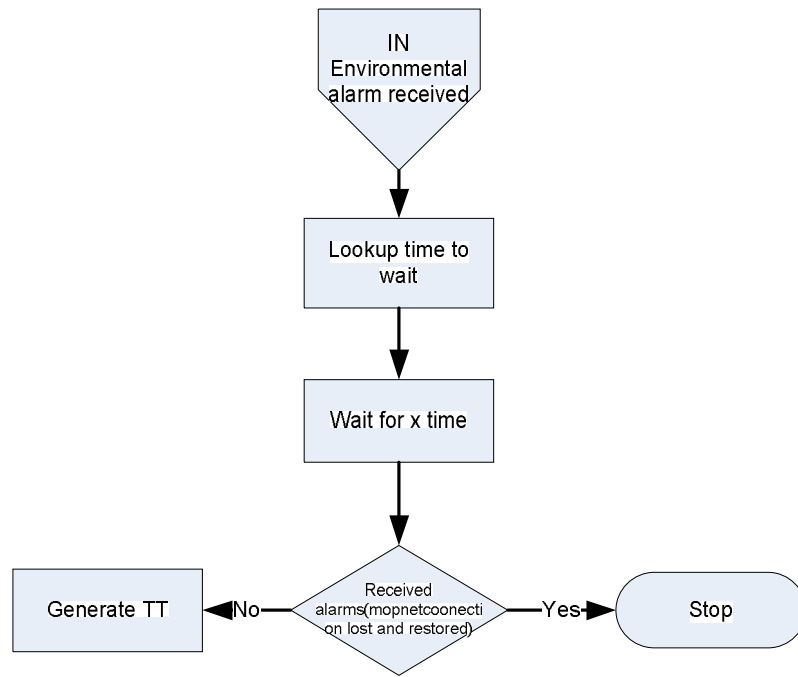 IN
Environmental
alarm received
Lookup time to
wait
Wait for x time
Received
alarms(mopnetcoonecti
on lost and restored)
Generate TT
No
Yes
Stop